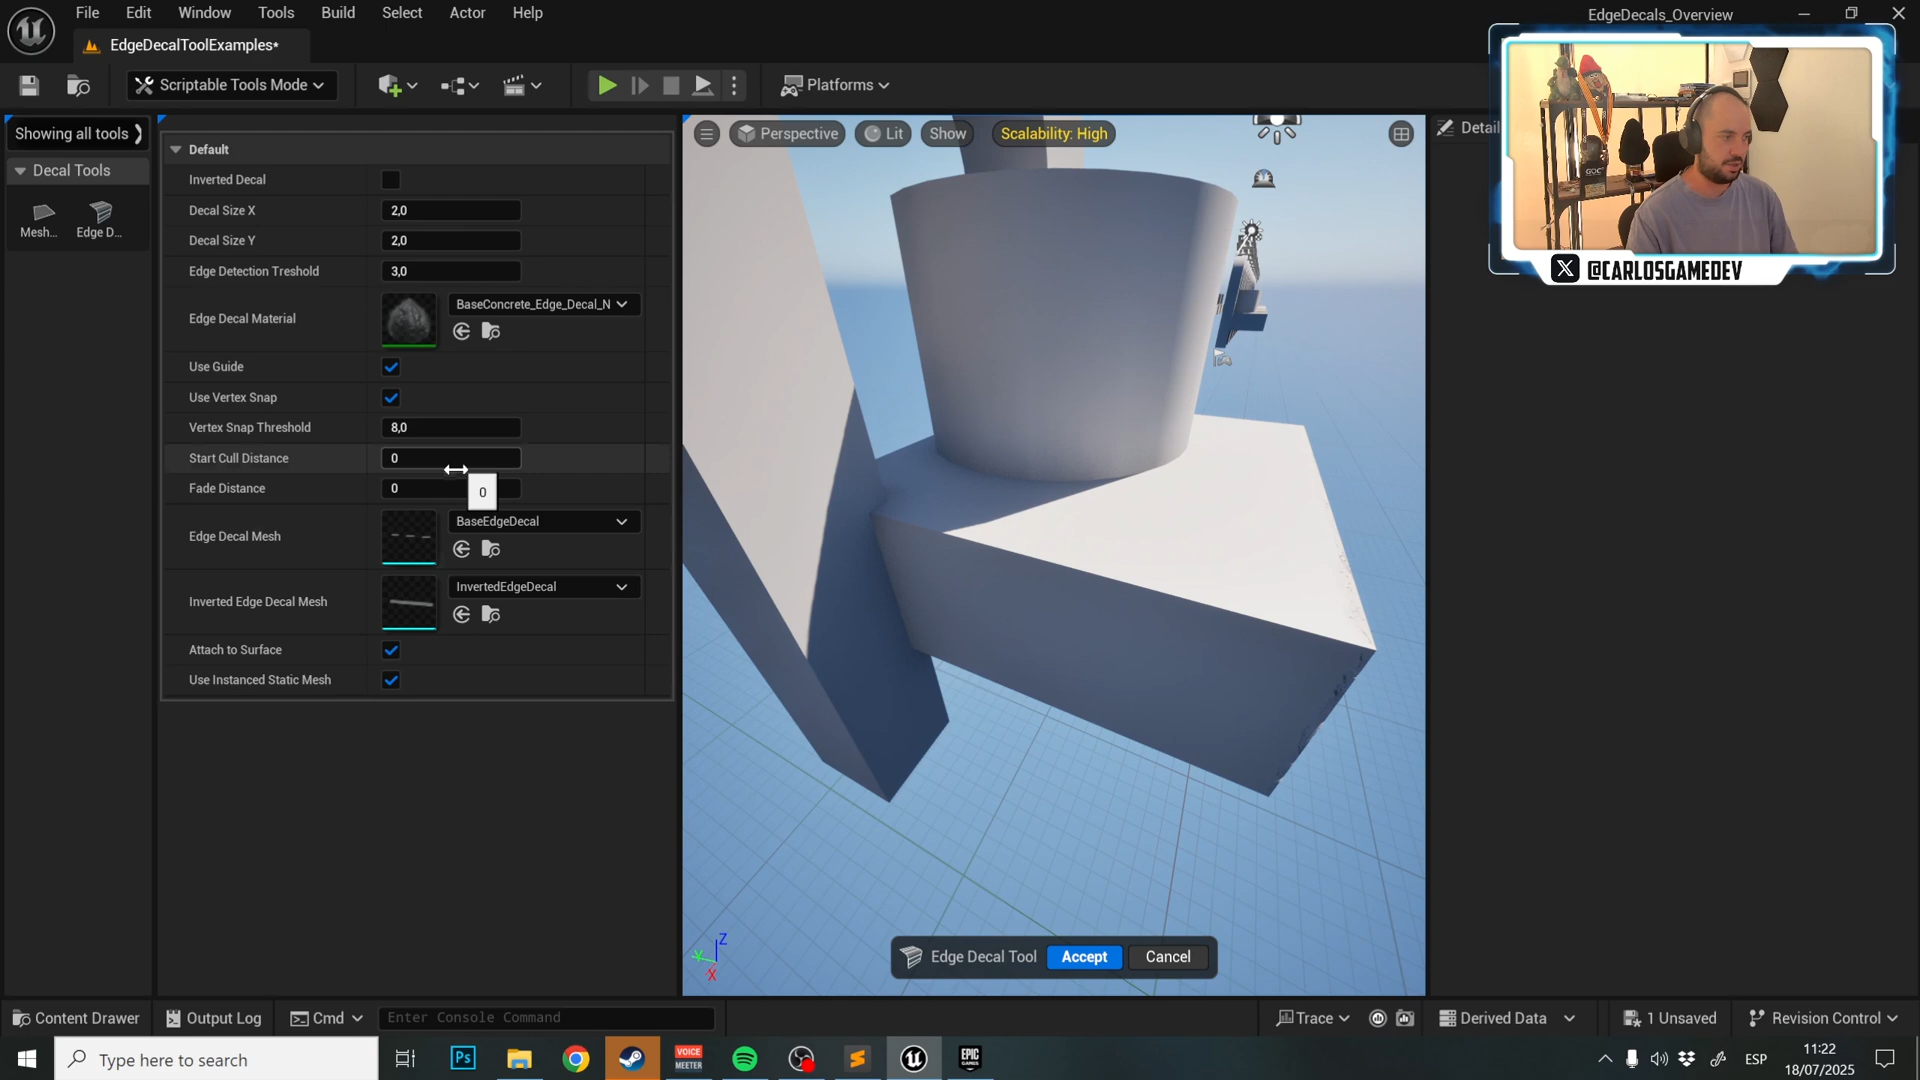 File Edit Window Tools Build Select Actor Help
EdgeDecals_Overview
EdgeDecalToolExamples*
Scriptable Tools Mode
Platforms
@CARLOSGAMEDEV
Showing all tools
Decal Tools
Mesh...
Edge D...
Default
Inverted Decal
Decal Size X
2,0
Decal Size Y
2,0
Edge Detection Treshold
3,0
Edge Decal Material
BaseConcrete_Edge_Decal_N
Use Guide
Use Vertex Snap
Vertex Snap Threshold
8,0
Start Cull Distance
0
Fade Distance
0
0
Edge Decal Mesh
BaseEdgeDecal
Inverted Edge Decal Mesh
InvertedEdgeDecal
Attach to Surface
Use Instanced Static Mesh
Perspective
Lit
Show
Scalability: High
Detail
Z
X
Edge Decal Tool
Accept
Cancel
Content Drawer
Output Log
Cmd
Enter Console Command
Trace
Derived Data
1 Unsaved
Revision Control
Type here to search
Ps
VOICE
MEETER
EPIC
GAMES
ESP
11:22
18/07/2025